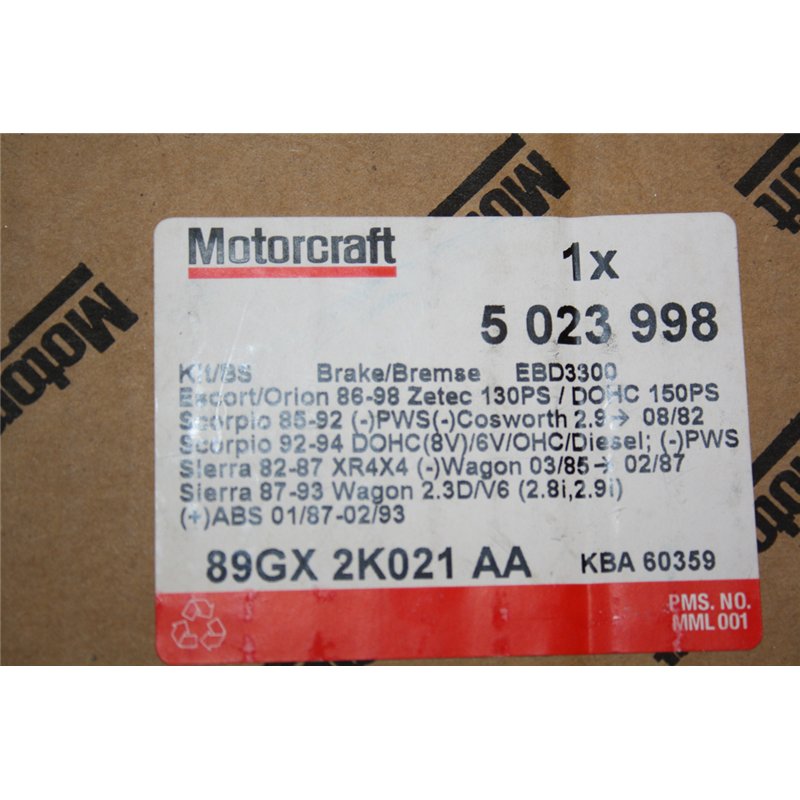 Motorcraft
1x
5 023 998
Kit/BS Brake/Bremse EBD3300
Escort/Orion 86-98 Zetec 130PS / DOHC 150PS
Scorpio 85-92 (-)PWS(-)Cosworth 2.9→ 08/82
Scorpio 92-94 DOHC(8V)/6V/OHC/Diesel; (-)PWS
Sierra 82-87 XR4X4 (-)Wagon 03/85→ 02/87
Sierra 87-93 Wagon 2.3D/V6 (2.8i,2.9i)
(+)ABS 01/87-02/93
89GX 2K021 AA KBA 60359
PMS. NO.
MML 001